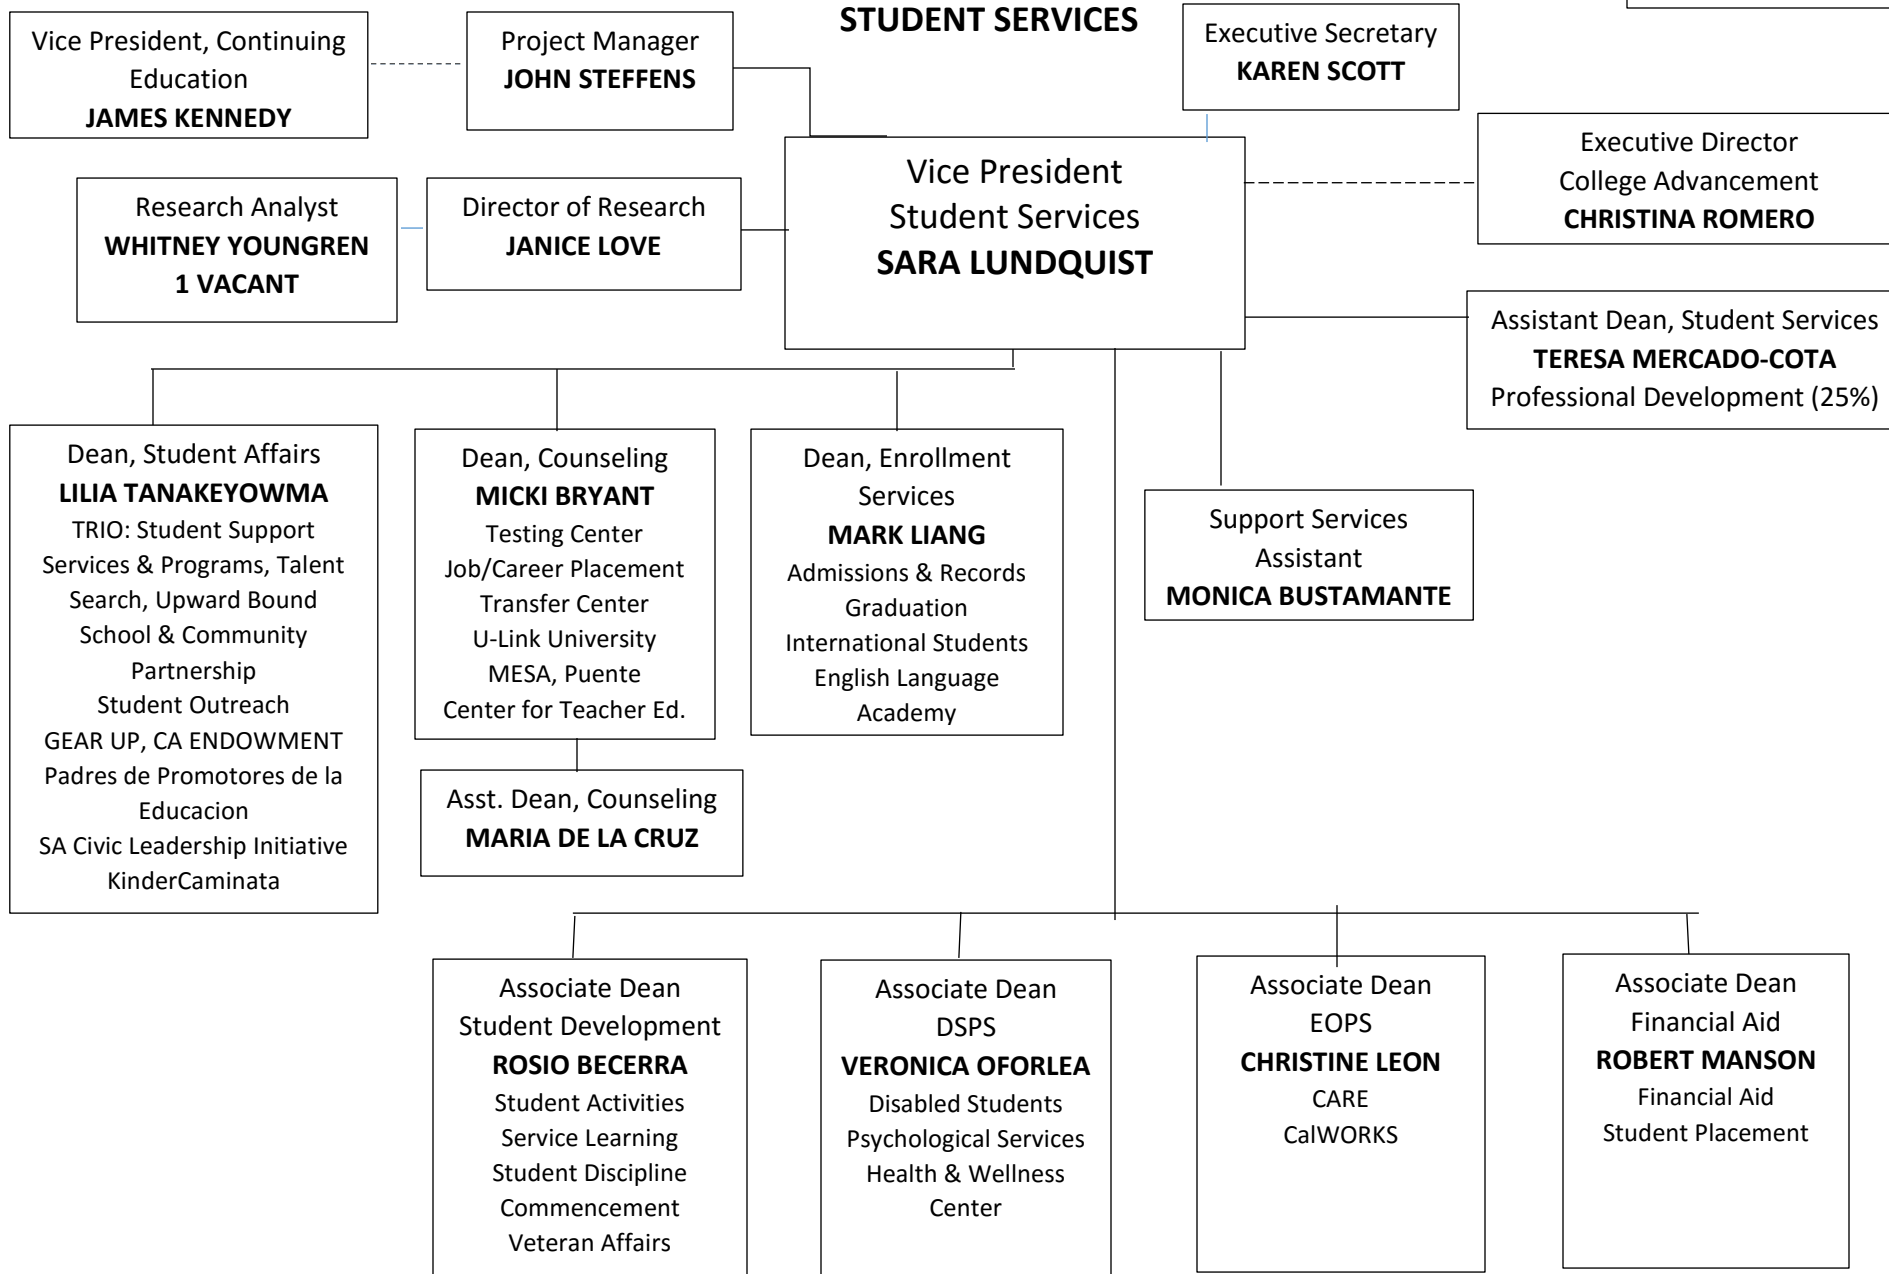 STUDENT SERVICES
Vice President, Continuing
Education
JAMES KENNEDY
Project Manager
JOHN STEFFENS
Executive Secretary
KAREN SCOTT
Research Analyst
WHITNEY YOUNGREN
1 VACANT
Director of Research
JANICE LOVE
Vice President
Student Services
SARA LUNDQUIST
Executive Director
College Advancement
CHRISTINA ROMERO
Assistant Dean, Student Services
TERESA MERCADO-COTA
Professional Development (25%)
Dean, Student Affairs
LILIA TANAKEYOWMA
TRIO: Student Support
Services & Programs, Talent
Search, Upward Bound
School & Community
Partnership
Student Outreach
GEAR UP, CA ENDOWMENT
Padres de Promotores de la
Educacion
SA Civic Leadership Initiative
KinderCaminata
Dean, Counseling
MICKI BRYANT
Testing Center
Job/Career Placement
Transfer Center
U-Link University
MESA, Puente
Center for Teacher Ed.
Asst. Dean, Counseling
MARIA DE LA CRUZ
Dean, Enrollment
Services
MARK LIANG
Admissions & Records
Graduation
International Students
English Language
Academy
Support Services
Assistant
MONICA BUSTAMANTE
Associate Dean
Student Development
ROSIO BECERRA
Student Activities
Service Learning
Student Discipline
Commencement
Veteran Affairs
Associate Dean
DSPS
VERONICA OFORLEA
Disabled Students
Psychological Services
Health & Wellness
Center
Associate Dean
EOPS
CHRISTINE LEON
CARE
CalWORKS
Associate Dean
Financial Aid
ROBERT MANSON
Financial Aid
Student Placement